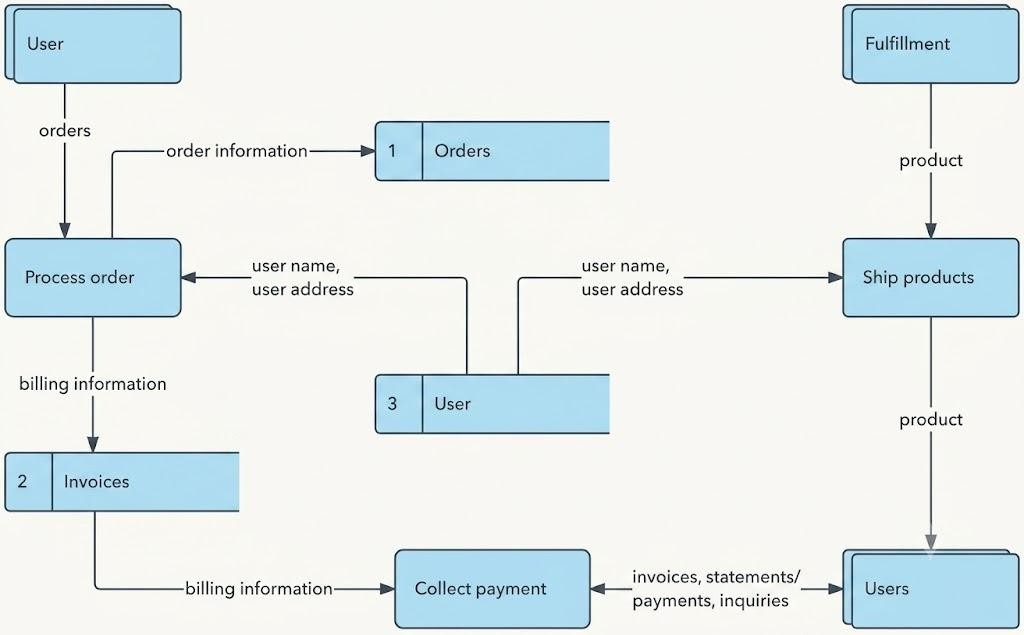 User
Fulfillment
orders
order information
1
Orders
product
Process order
user name,
user address
user name,
user address
Ship products
billing information
3
User
product
2
Invoices
billing information
Collect payment
invoices, statements/
payments, inquiries
Users